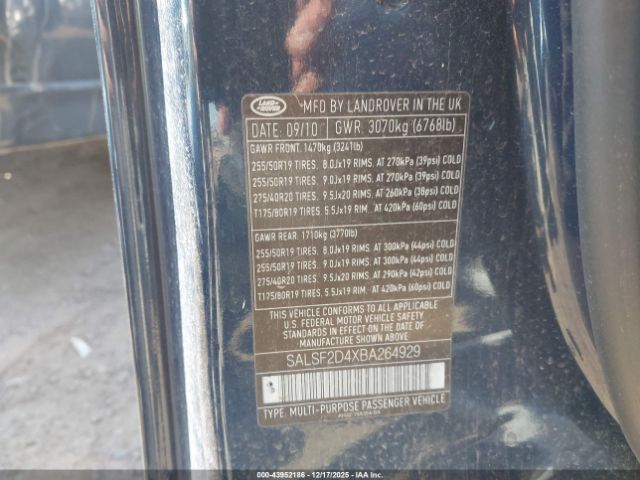 LAND ROVER
MFD BY LANDROVER IN THE UK
DATE: 09/10 GWR. 3070kg (6768lb)
GAWR FRONT. 1470kg (3241lb)
255/50R19 TIRES. 8.0Jx19 RIMS. AT 270kPa (39psi) COLD
255/50R19 TIRES. 9.0Jx19 RIMS. AT 270kPa (39psi) COLD
275/40R20 TIRES. 9.5Jx20 RIMS. AT 260kPa (38psi) COLD
T175/80R19 TIRES. 5.5Jx19 RIM. AT 420kPa (60psi) COLD
GAWR REAR. 1710kg (3770lb)
255/50R19 TIRES. 8.0Jx19 RIMS. AT 300kPa (44psi) COLD
255/50R19 TIRES. 9.0Jx19 RIMS. AT 300kPa (44psi) COLD
275/40R20 TIRES. 9.5Jx20 RIMS. AT 290kPa (42psi) COLD
T175/80R19 TIRES. 5.5Jx19 RIM. AT 420kPa (60psi) COLD
THIS VEHICLE CONFORMS TO ALL APPLICABLE
U.S. FEDERAL MOTOR VEHICLE SAFETY
STANDARDS IN EFFECT ON THE DATE OF
MANUFACTURE SHOWN ABOVE
SALSF2D4XBA264929
TYPE: MULTI-PURPOSE PASSENGER VEHICLE
000-43952186 - 12/17/2025 - IAAI.COM